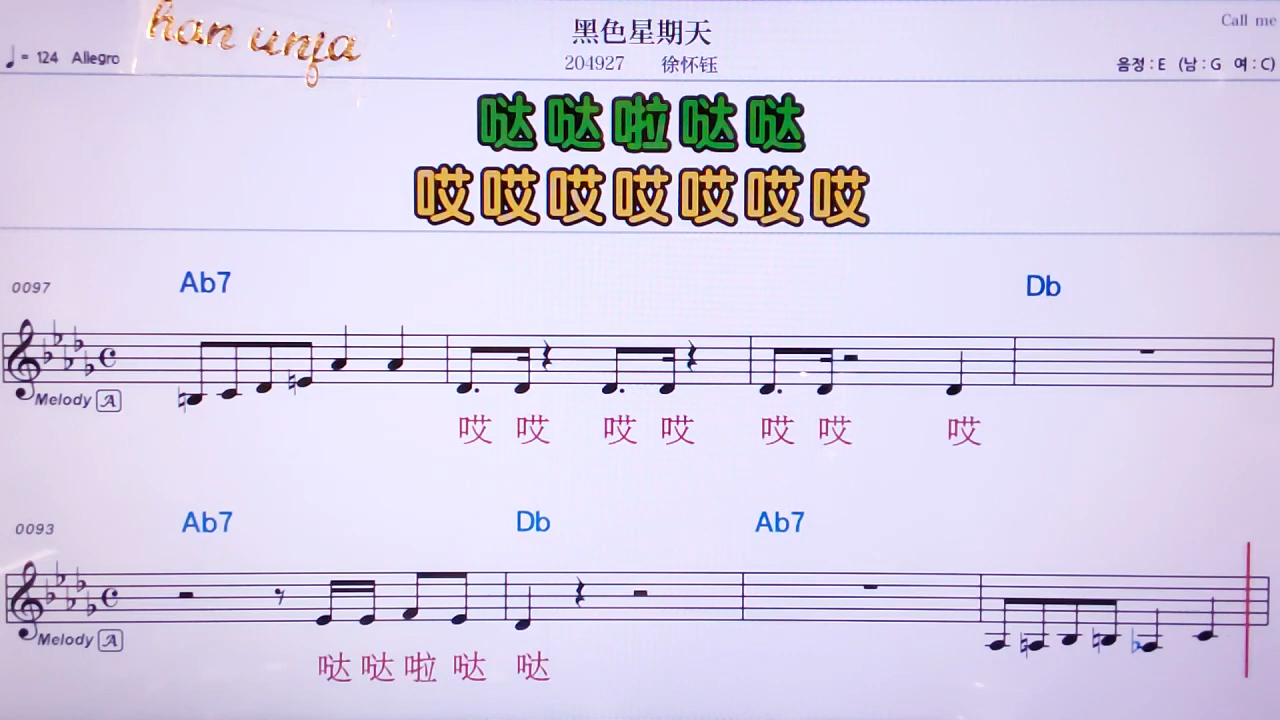 han unja
黑色星期天
Call me
♩= 124 Allegro
204927 徐怀钰
음정 : E (남 : G 여 : C)
哒哒啦哒哒
哎哎哎哎哎哎哎
0097 Ab7 Db
Melody A
哎 哎 哎 哎 哎 哎 哎
0093 Ab7 Db Ab7
Melody A
哒 哒 啦 哒 哒